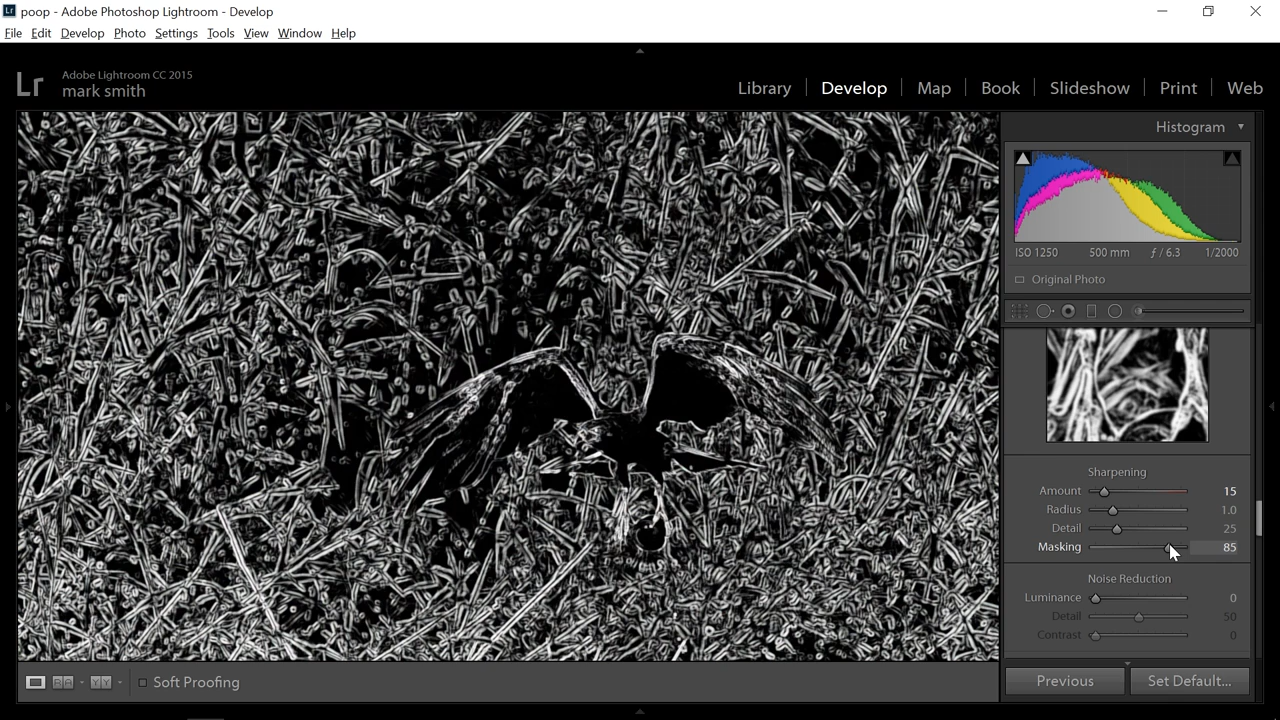 Lr poop - Adobe Photoshop Lightroom - Develop
File Edit Develop Photo Settings Tools View Window Help
Lr Adobe Lightroom CC 2015
mark smith
Library Develop Map Book Slideshow Print Web
Histogram
ISO 1250 500 mm ƒ / 6.3 1/2000
Original Photo
Sharpening
Amount 15
Radius 1.0
Detail 25
Masking 85
Noise Reduction
Luminance 0
Detail 50
Contrast 0
R A Y Y Soft Proofing
Previous Set Default...